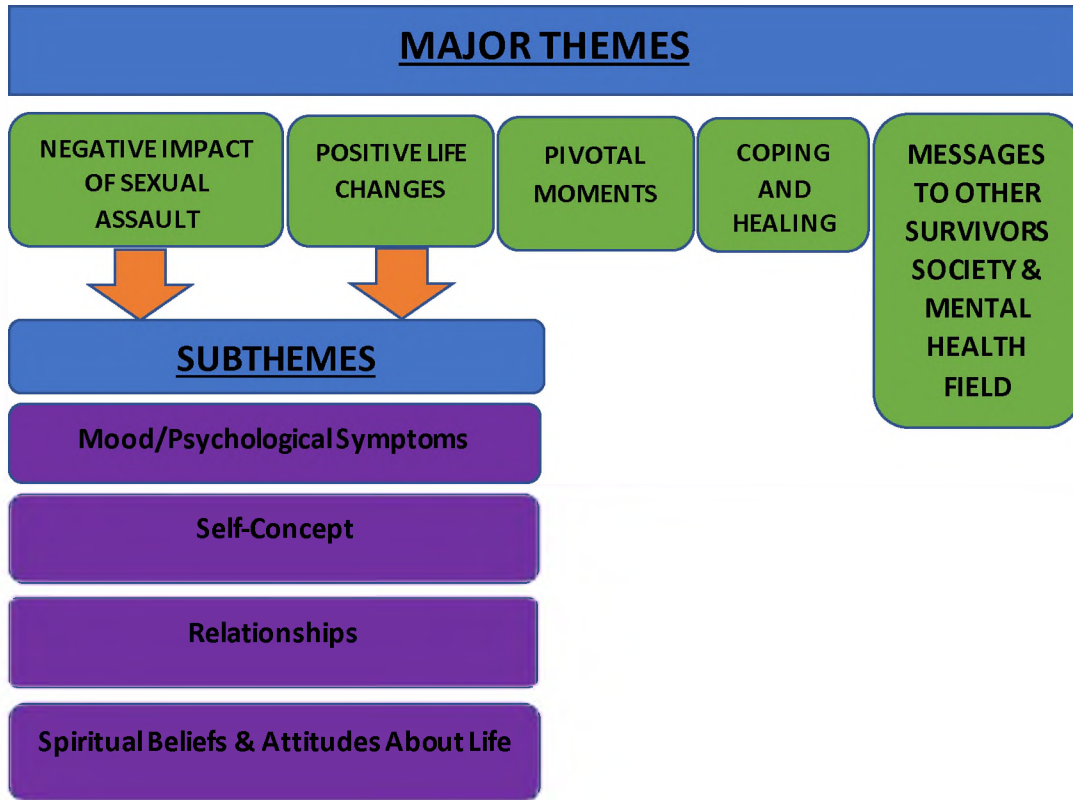 MAJOR THEMES
NEGATIVE IMPACT
OF SEXUAL
ASSAULT
POSITIVE LIFE
CHANGES
PIVOTAL
MOMENTS
COPING
AND
HEALING
MESSAGES
TO OTHER
SURVIVORS
SOCIETY &
MENTAL
HEALTH
FIELD
SUBTHEMES
Mood/Psychological Symptoms
Self-Concept
Relationships
Spiritual Beliefs & Attitudes About Life